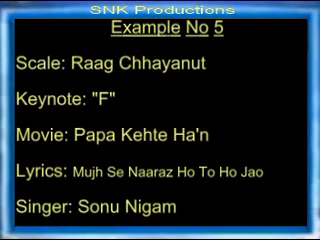 SNK Productions
Example No 5
Scale: Raag Chhayanut
Keynote: "F"
Movie: Papa Kehte Ha'n
Lyrics: Mujh Se Naaraz Ho To Ho Jao
Singer: Sonu Nigam